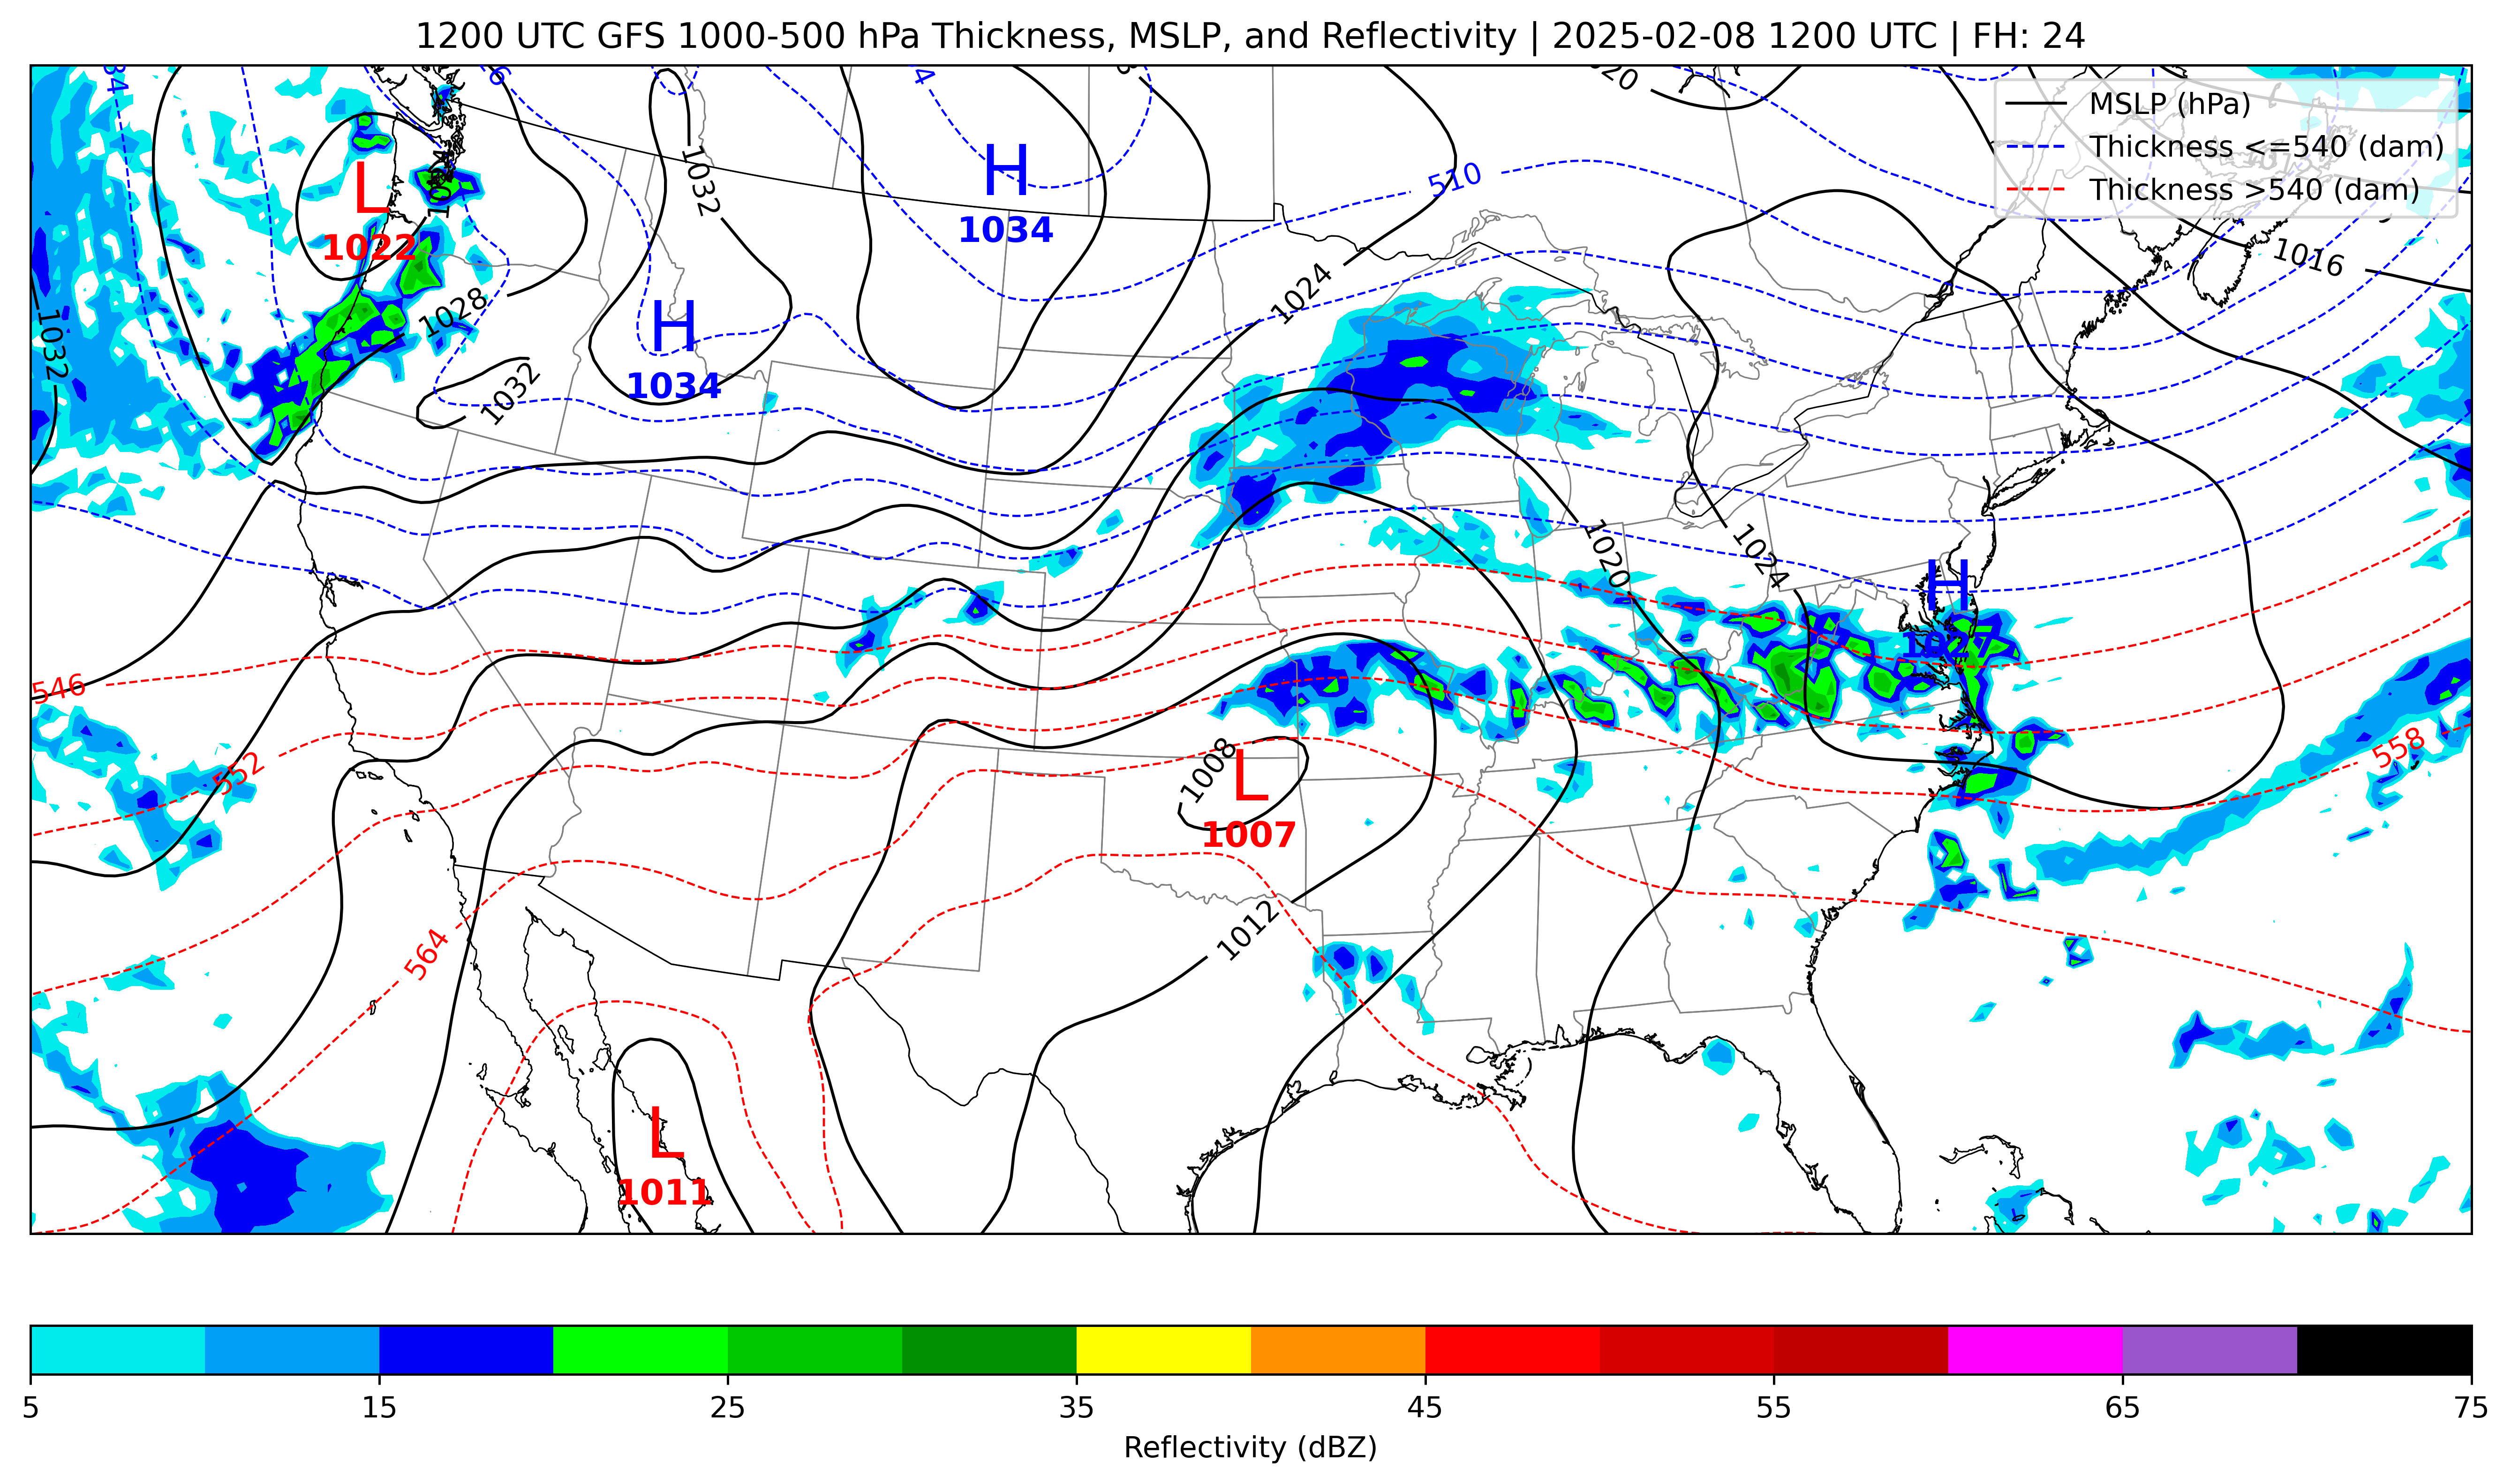 1200 UTC GFS 1000-500 hPa Thickness, MSLP, and Reflectivity | 2025-02-08 1200 UTC | FH: 24
MSLP (hPa)
Thickness <=540 (dam)
Thickness >540 (dam)
H
1034
L
1022
1032
510
1016
1024
1028
H
1034
1032
1032
1020
1024
H
546
552
1008
L
1007
558
564
1012
L
1011
5 15 25 35 45 55 65 75
Reflectivity (dBZ)